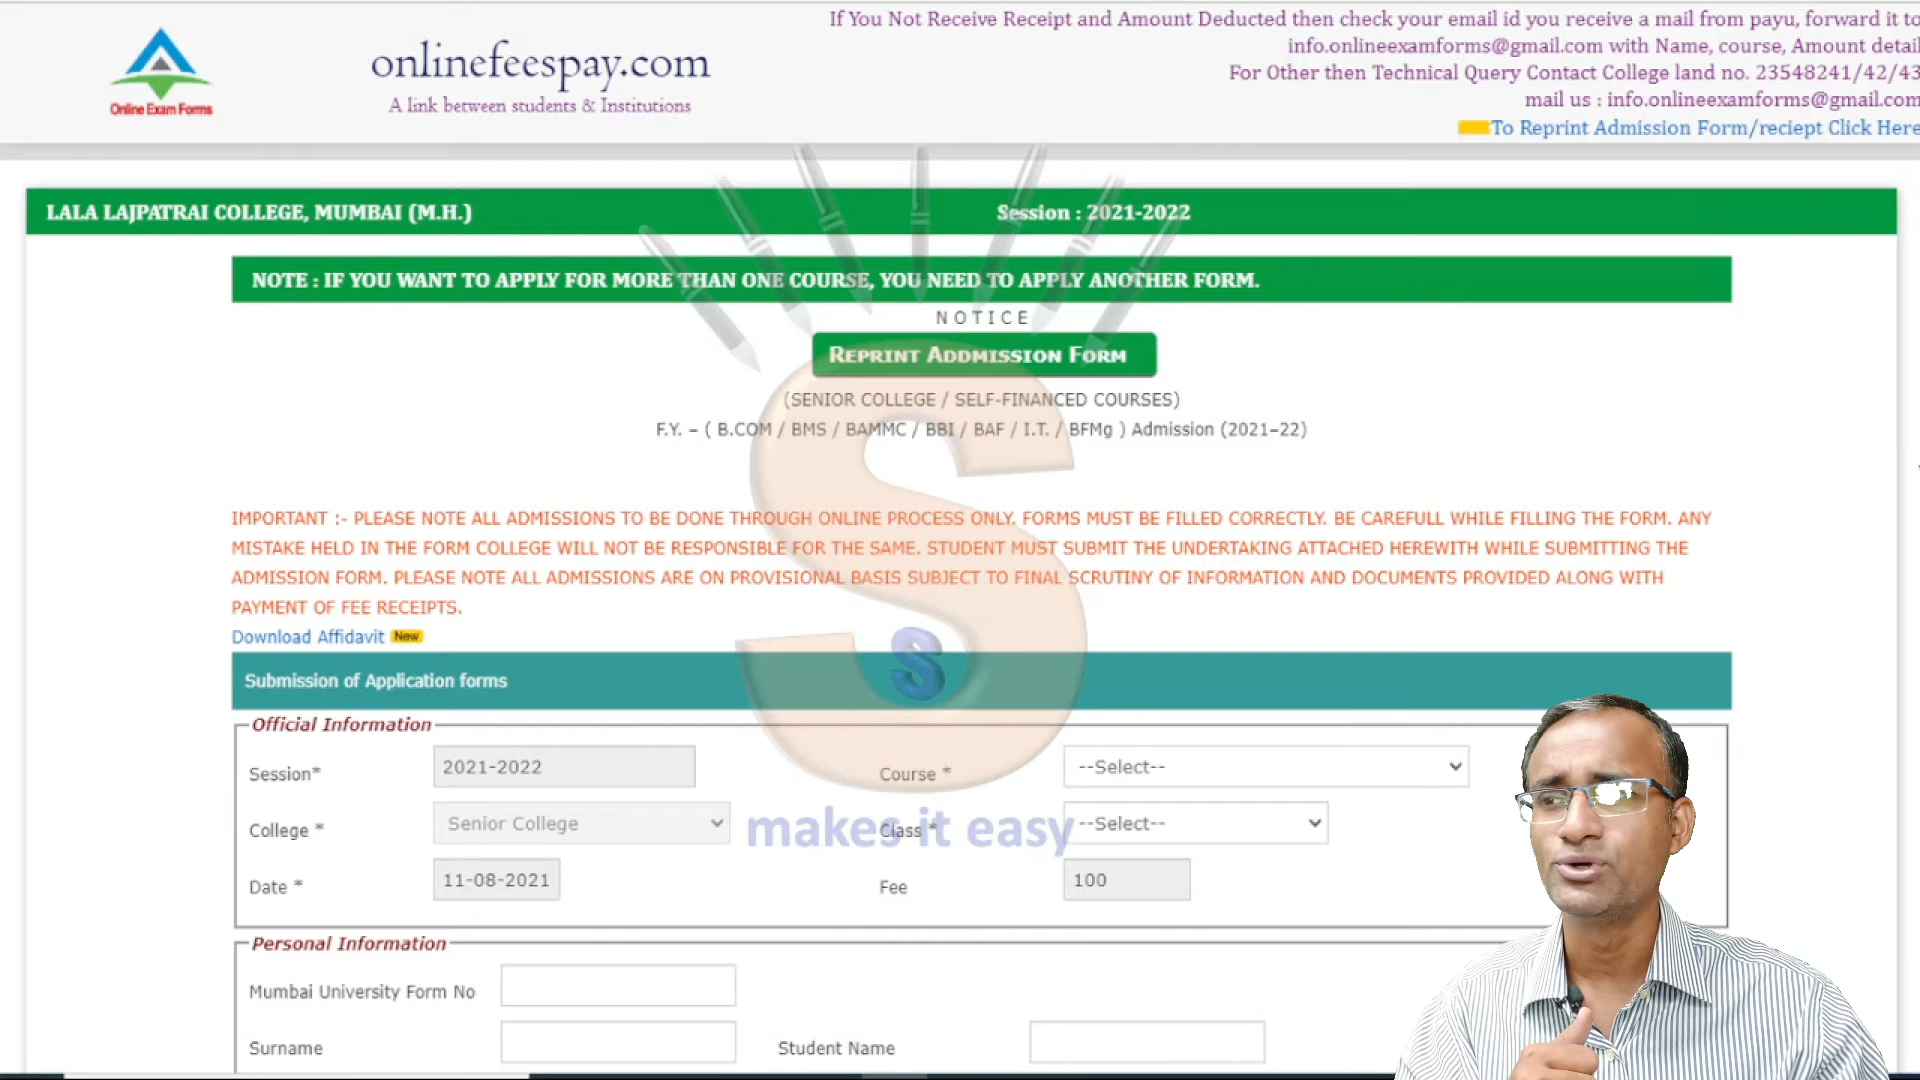 If You Not Receive Receipt and Amount Deducted then check your email id you receive a mail from payu, forward it to
info.onlineexamforms@gmail.com with Name, course, Amount detail
For Other then Technical Query Contact College land no. 23548241/42/43
mail us : info.onlineexamforms@gmail.com
To Reprint Admission Form/reciept Click Here
Online Exam Forms
onlinefeespay.com
A link between students & Institutions
LALA LAJPATRAI COLLEGE, MUMBAI (M.H.) Session : 2021-2022
NOTE : IF YOU WANT TO APPLY FOR MORE THAN ONE COURSE, YOU NEED TO APPLY ANOTHER FORM.
N O T I C E
REPRINT ADDMISSION FORM
(SENIOR COLLEGE / SELF-FINANCED COURSES)
F.Y. – ( B.COM / BMS / BAMMC / BBI / BAF / I.T. / BFMg ) Admission (2021–22)
IMPORTANT :- PLEASE NOTE ALL ADMISSIONS TO BE DONE THROUGH ONLINE PROCESS ONLY. FORMS MUST BE FILLED CORRECTLY. BE CAREFULL WHILE FILLING THE FORM. ANY
MISTAKE HELD IN THE FORM COLLEGE WILL NOT BE RESPONSIBLE FOR THE SAME. STUDENT MUST SUBMIT THE UNDERTAKING ATTACHED HEREWITH WHILE SUBMITTING THE
ADMISSION FORM. PLEASE NOTE ALL ADMISSIONS ARE ON PROVISIONAL BASIS SUBJECT TO FINAL SCRUTINY OF INFORMATION AND DOCUMENTS PROVIDED ALONG WITH
PAYMENT OF FEE RECEIPTS.
Download Affidavit New
S
S
Submission of Application forms
Official Information
Session* 2021-2022 Course * --Select--
College * Senior College Class * --Select--
makes it easy
Date * 11-08-2021 Fee 100
Personal Information
Mumbai University Form No
Surname Student Name